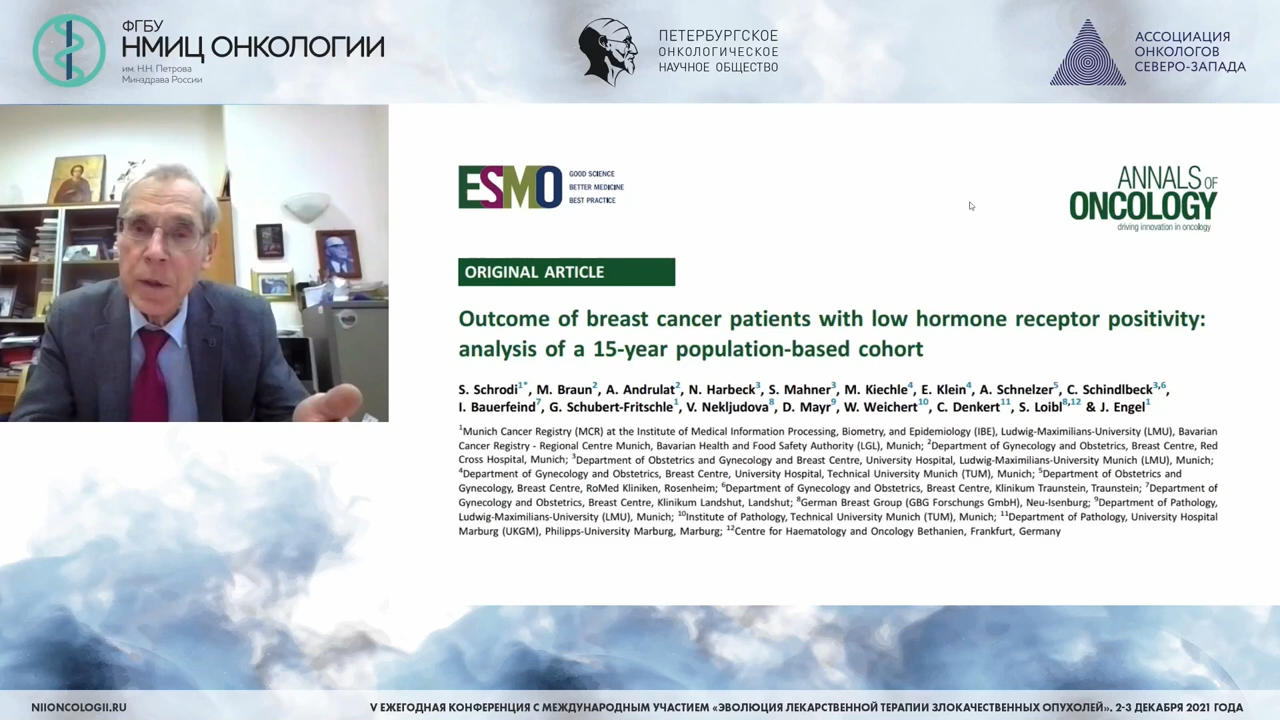 ФГБУ
НМИЦ ОНКОЛОГИИ
им. Н.Н. Петрова
Минздрава России
ПЕТЕРБУРГСКОЕ
ОНКОЛОГИЧЕСКОЕ
НАУЧНОЕ ОБЩЕСТВО
АССОЦИАЦИЯ
ОНКОЛОГОВ
СЕВЕРО-ЗАПАДА
ESMO
GOOD SCIENCE
BETTER MEDICINE
BEST PRACTICE
ANNALS OF
ONCOLOGY
driving innovation in oncology
ORIGINAL ARTICLE
Outcome of breast cancer patients with low hormone receptor positivity:
analysis of a 15-year population-based cohort
S. Schrodi1*, M. Braun2, A. Andrulat2, N. Harbeck3, S. Mahner3, M. Kiechle4, E. Klein4, A. Schnelzer5, C. Schindlbeck3,6,
I. Bauerfeind7, G. Schubert-Fritschle1, V. Nekljudova8, D. Mayr9, W. Weichert10, C. Denkert11, S. Loibl8,12 & J. Engel1
1Munich Cancer Registry (MCR) at the Institute of Medical Information Processing, Biometry, and Epidemiology (IBE), Ludwig-Maximilians-University (LMU), Bavarian
Cancer Registry - Regional Centre Munich, Bavarian Health and Food Safety Authority (LGL), Munich; 2Department of Gynecology and Obstetrics, Breast Centre, Red
Cross Hospital, Munich; 3Department of Obstetrics and Gynecology and Breast Centre, University Hospital, Ludwig-Maximilians-University Munich (LMU), Munich;
4Department of Gynecology and Obstetrics, Breast Centre, University Hospital, Technical University Munich (TUM), Munich; 5Department of Obstetrics and
Gynecology, Breast Centre, RoMed Kliniken, Rosenheim; 6Department of Gynecology and Obstetrics, Breast Centre, Klinikum Traunstein, Traunstein; 7Department of
Gynecology and Obstetrics, Breast Centre, Klinikum Landshut, Landshut; 8German Breast Group (GBG Forschungs GmbH), Neu-Isenburg; 9Department of Pathology,
Ludwig-Maximilians-University (LMU), Munich; 10Institute of Pathology, Technical University Munich (TUM), Munich; 11Department of Pathology, University Hospital
Marburg (UKGM), Philipps-University Marburg, Marburg; 12Centre for Haematology and Oncology Bethanien, Frankfurt, Germany
NIIONCOLOGII.RU
V ЕЖЕГОДНАЯ КОНФЕРЕНЦИЯ С МЕЖДУНАРОДНЫМ УЧАСТИЕМ «ЭВОЛЮЦИЯ ЛЕКАРСТВЕННОЙ ТЕРАПИИ ЗЛОКАЧЕСТВЕННЫХ ОПУХОЛЕЙ». 2-3 ДЕКАБРЯ 2021 ГОДА